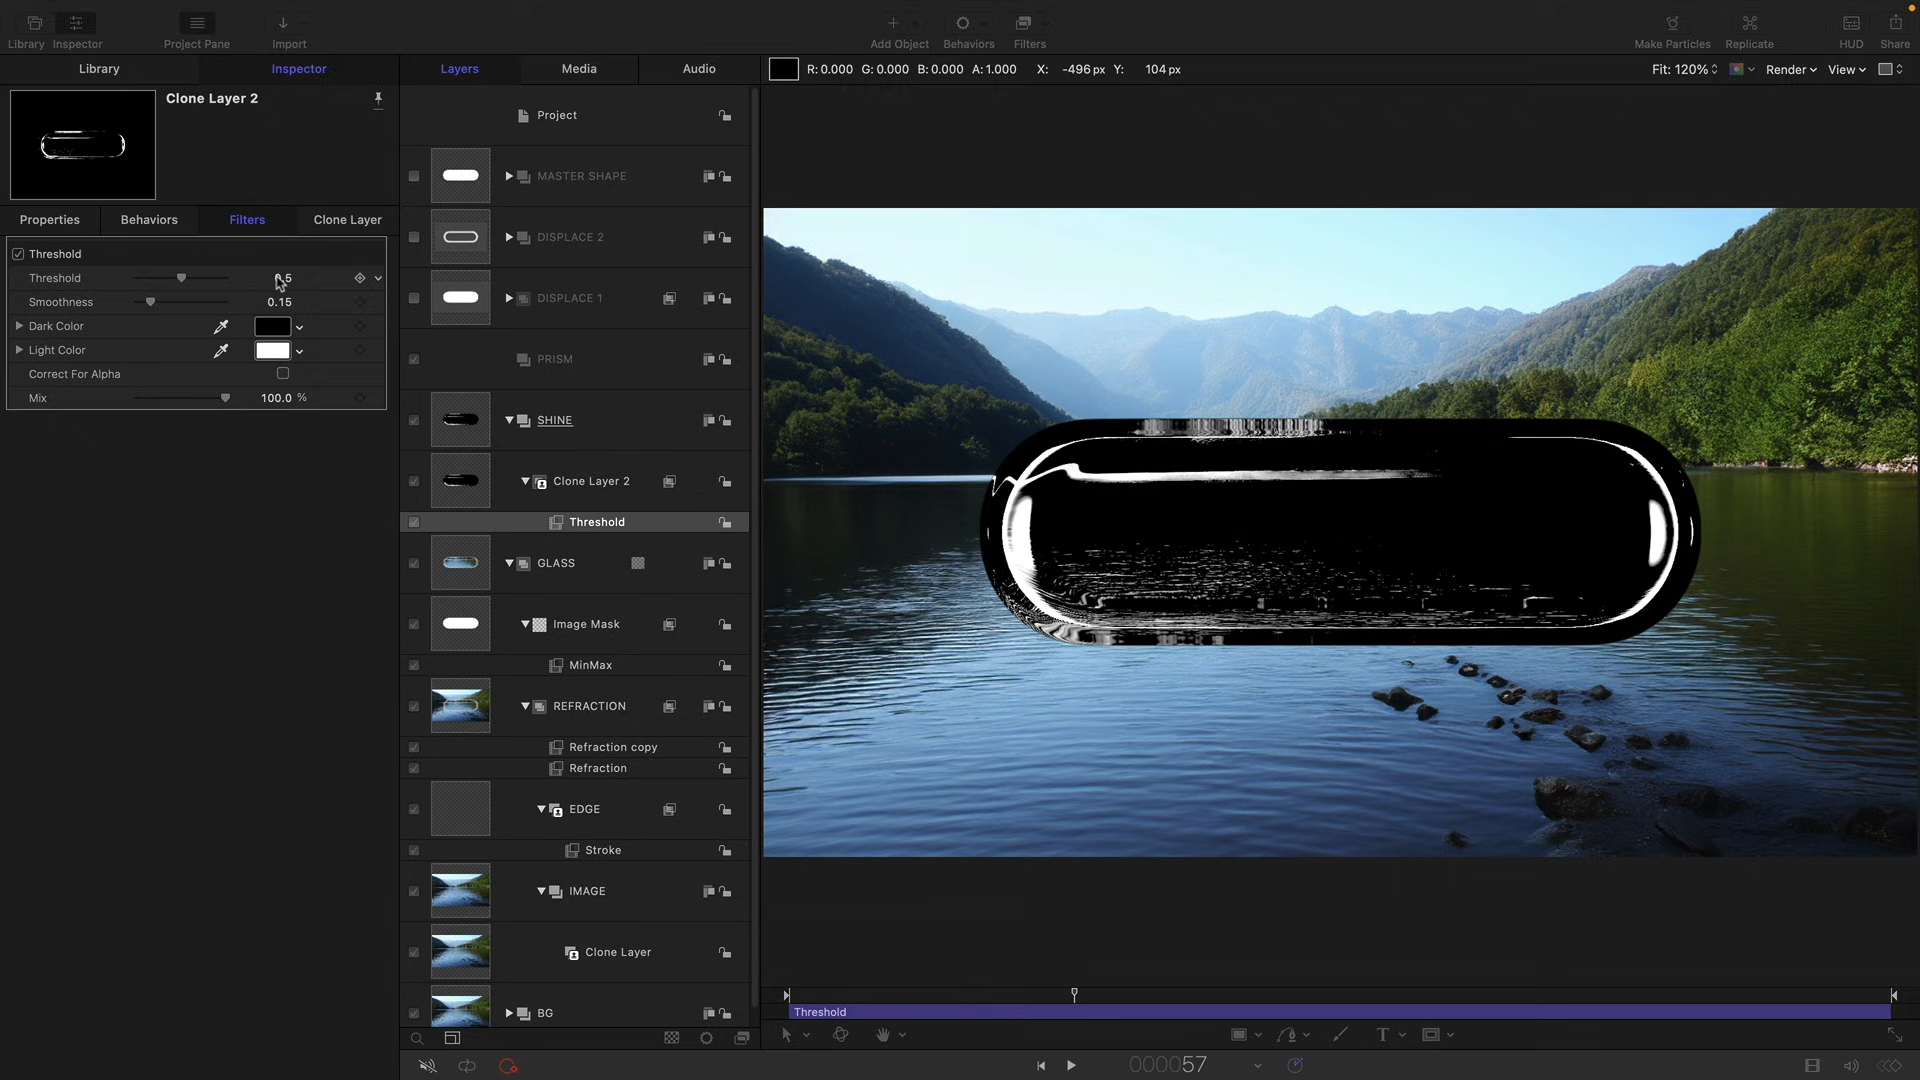 Library
Inspector
Project Pane
Import
Add Object
Behaviors
Filters
Make Particles
Replicate
HUD
Share
Library
Inspector
Layers
Media
Audio
R: 0.000 G: 0.000 B: 0.000 A: 1.000 X: -496 px Y: 104 px
Fit: 120%
Render
View
Clone Layer 2
Properties
Behaviors
Filters
Clone Layer
Threshold
Threshold 0.5
Smoothness 0.15
Dark Color
Light Color
Correct For Alpha
Mix 100.0 %
Project
MASTER SHAPE
DISPLACE 2
DISPLACE 1
PRISM
SHINE
Clone Layer 2
Threshold
GLASS
Image Mask
MinMax
REFRACTION
Refraction copy
Refraction
EDGE
Stroke
IMAGE
Clone Layer
BG
Threshold
T
000057